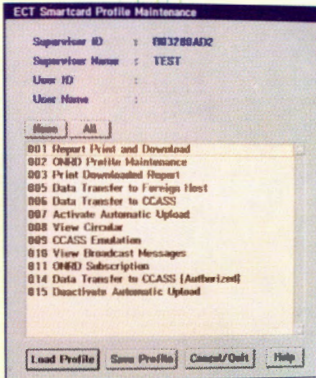 ECT Smartcard Profile Maintenance
Supervisor ID :
Supervisor Name : TEST
User ID :
User Name :
None All
001 Report Print and Download
002 ONRD Profile Maintenance
003 Print Downloaded Report
005 Data Transfer to Foreign Host
006 Data Transfer to CCASS
007 Activate Automatic Upload
008 View Circular
009 CCASS Emulation
010 View Broadcast Messages
011 ONRD Subscription
014 Data Transfer to CCASS (Authorized)
015 Deactivate Automatic Upload
Load Profile Save Profile Cancel/Quit Help